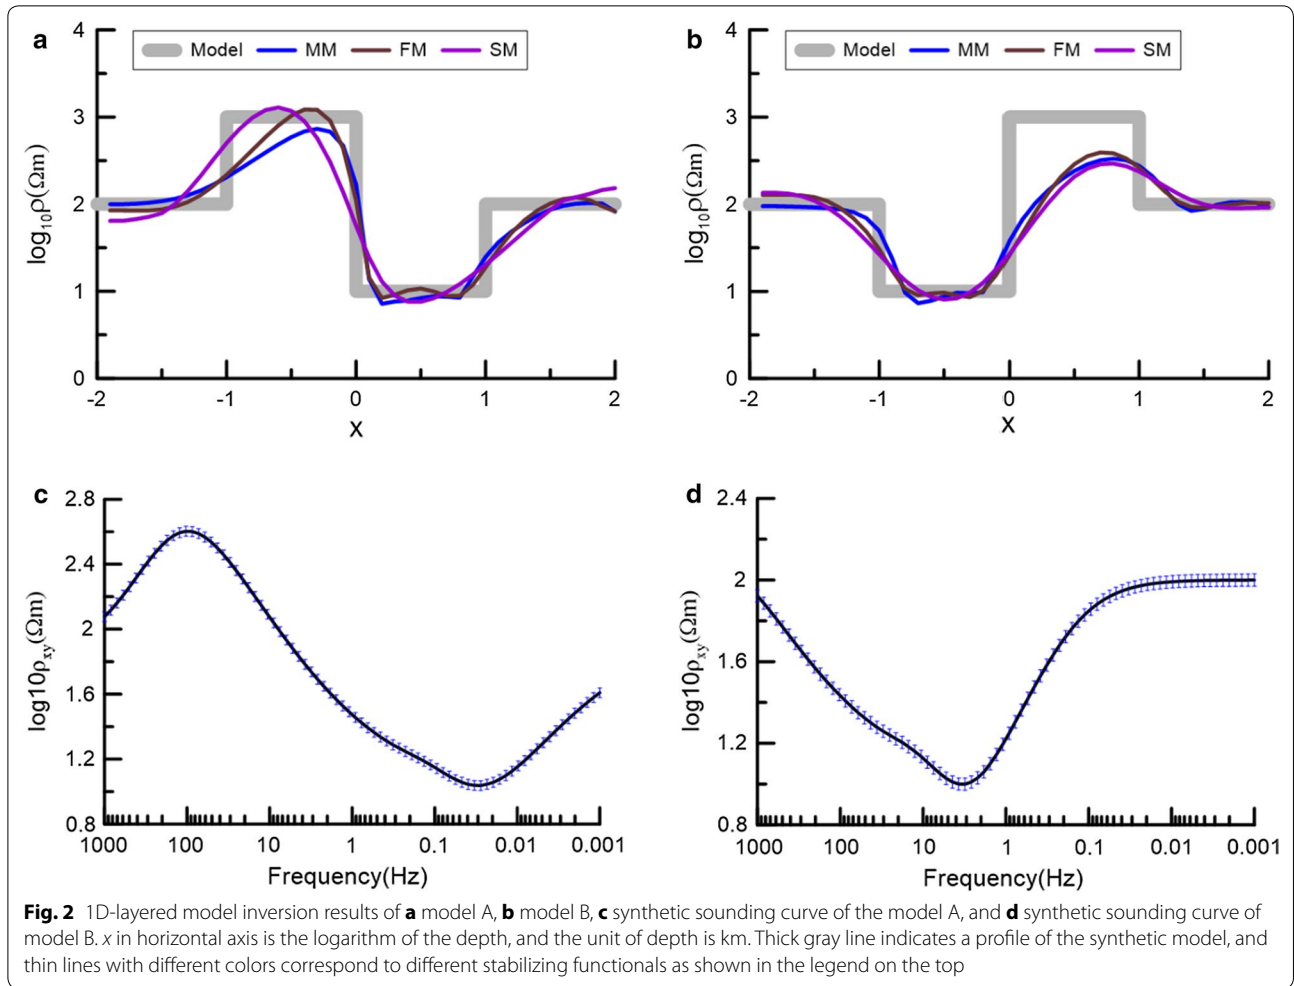 a
Model MM FM SM
4
3
2
1
0
log₁₀ρ(Ωm)
-2 -1 0 1 2
X
b
Model MM FM SM
4
3
2
1
0
log₁₀ρ(Ωm)
-2 -1 0 1 2
X
c
2.8
2.4
2
1.6
1.2
0.8
log10ρxy(Ωm)
1000 100 10 1 0.1 0.01 0.001
Frequency(Hz)
d
2.4
2
1.6
1.2
0.8
log10ρxy(Ωm)
1000 100 10 1 0.1 0.01 0.001
Frequency(Hz)
Fig. 2 1D-layered model inversion results of a model A, b model B, c synthetic sounding curve of the model A, and d synthetic sounding curve of
model B. x in horizontal axis is the logarithm of the depth, and the unit of depth is km. Thick gray line indicates a profile of the synthetic model, and
thin lines with different colors correspond to different stabilizing functionals as shown in the legend on the top